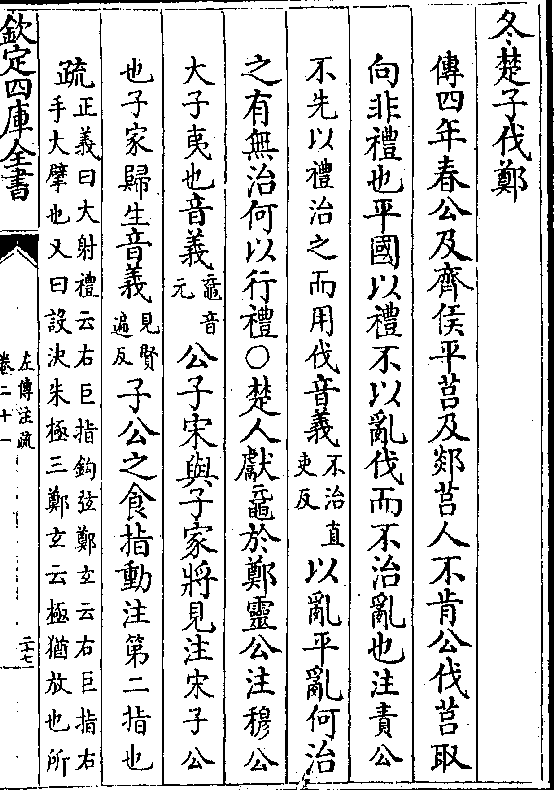 冬楚子伐鄭
傳四年春公及齊侯平莒及郯莒人不肯公伐莒取
向非禮也平國以禮不以亂伐而不治亂也注責公
不先以禮治之而用伐音義不治直吏反以亂平亂何治
之有無治何以行禮○楚人獻黿於鄭靈公注穆公
大子夷也音義黿音元公子宋與子家將見注宋子公
也子家歸生音義見賢遍反子公之食指動注第二指也
疏正義曰大射禮云右巨指鈎弦鄭玄云右巨指右
手大擘也又曰設決朱極三鄭玄云極猶放也所
欽定四庫全書
左傳注疏
卷二十一
二十七